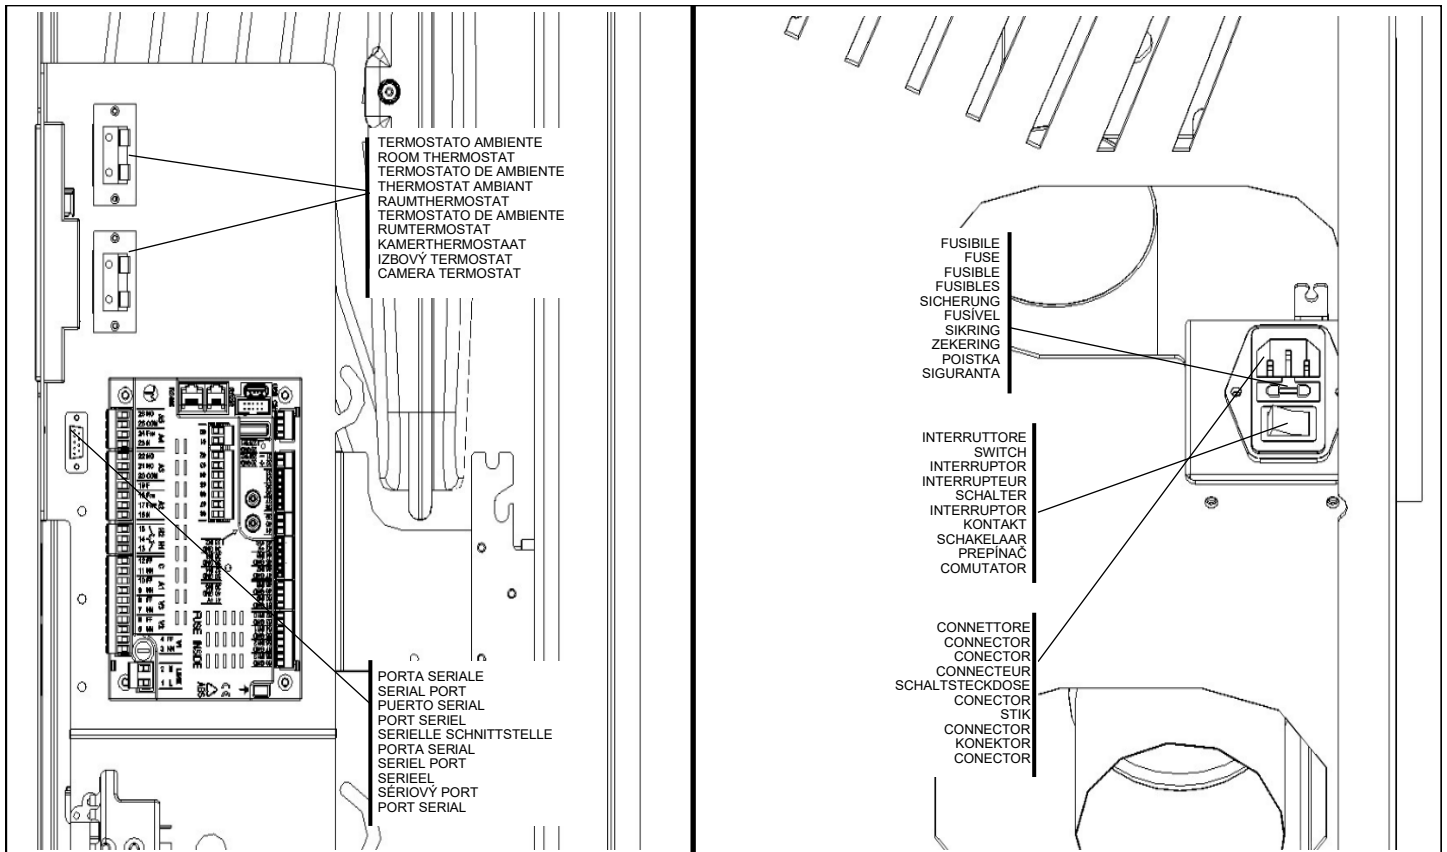 TERMOSTATO AMBIENTE
ROOM THERMOSTAT
TERMOSTATO DE AMBIENTE
THERMOSTAT AMBIANT
RAUMTHERMOSTAT
TERMOSTATO DE AMBIENTE
RUMTERMOSTAT
KAMERTHERMOSTAAT
IZBOVÝ TERMOSTAT
CAMERA TERMOSTAT
FUSE INSIDE
PORTA SERIALE
SERIAL PORT
PUERTO SERIAL
PORT SERIEL
SERIELLE SCHNITTSTELLE
PORTA SERIAL
SERIEL PORT
SERIEEL
SÉRIOVÝ PORT
PORT SERIAL
FUSIBILE
FUSE
FUSIBLE
FUSIBLES
SICHERUNG
FUSÍVEL
SIKRING
ZEKERING
POISTKA
SIGURANTA
INTERRUTTORE
SWITCH
INTERRUPTOR
INTERRUPTEUR
SCHALTER
INTERRUPTOR
KONTAKT
SCHAKELAAR
PREPÍNAČ
COMUTATOR
CONNETTORE
CONNECTOR
CONECTOR
CONNECTEUR
SCHALTSTECKDOSE
CONECTOR
STIK
CONNECTOR
KONEKTOR
CONECTOR